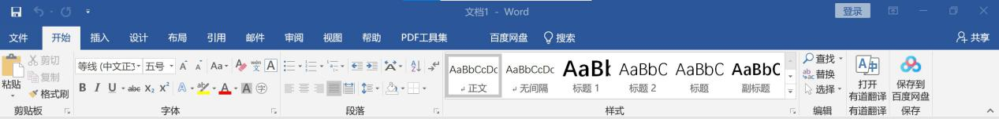 文档1 - Word
登录
文件 开始 插入 设计 布局 引用 邮件 审阅 视图 帮助 PDF工具集 百度网盘 搜索 共享
粘贴 剪切 复制 格式刷 剪贴板
等线 (中文正文 五号 A A Aa A wén 文 A
B I U abc X₂ X² A ab A A 字
字体
段落
AaBbCcDc AaBbCcDc AaBb AaBbC AaBbC AaBbC
正文 无间隔 标题 1 标题 2 标题 副标题
样式
查找 替换 选择 编辑
打开 有道翻译 有道翻译
保存到 百度网盘 保存